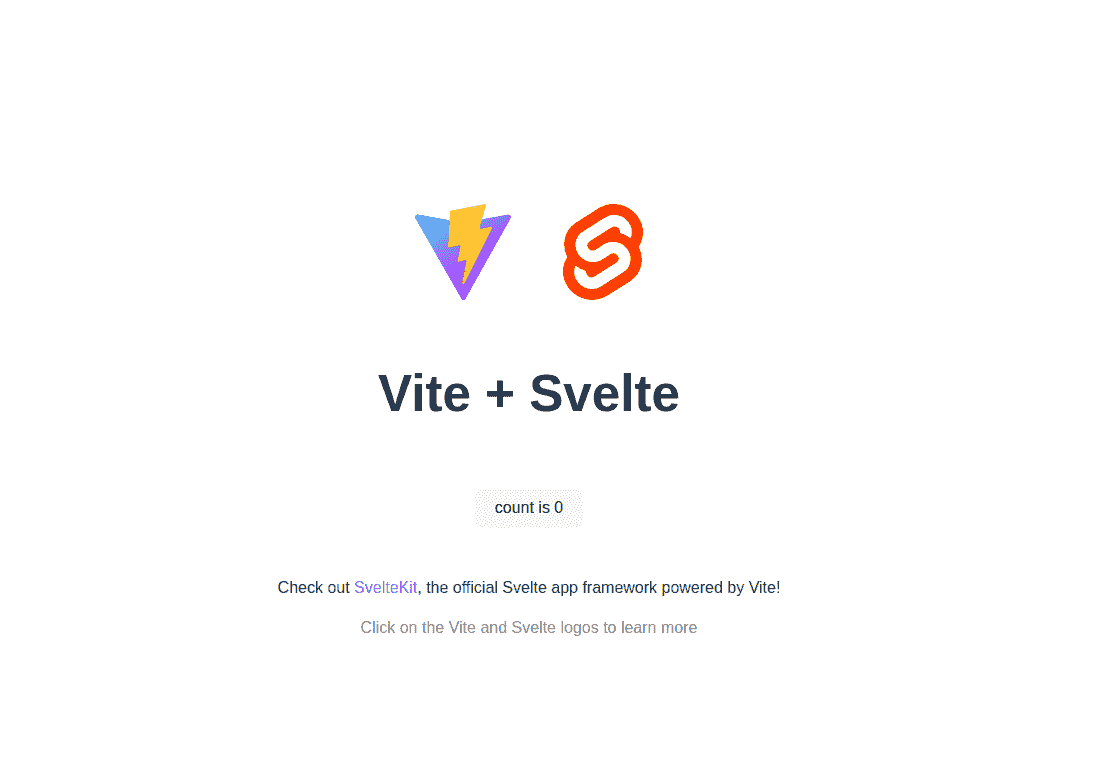 Vite + Svelte
count is 0
Check out SvelteKit, the official Svelte app framework powered by Vite!
Click on the Vite and Svelte logos to learn more